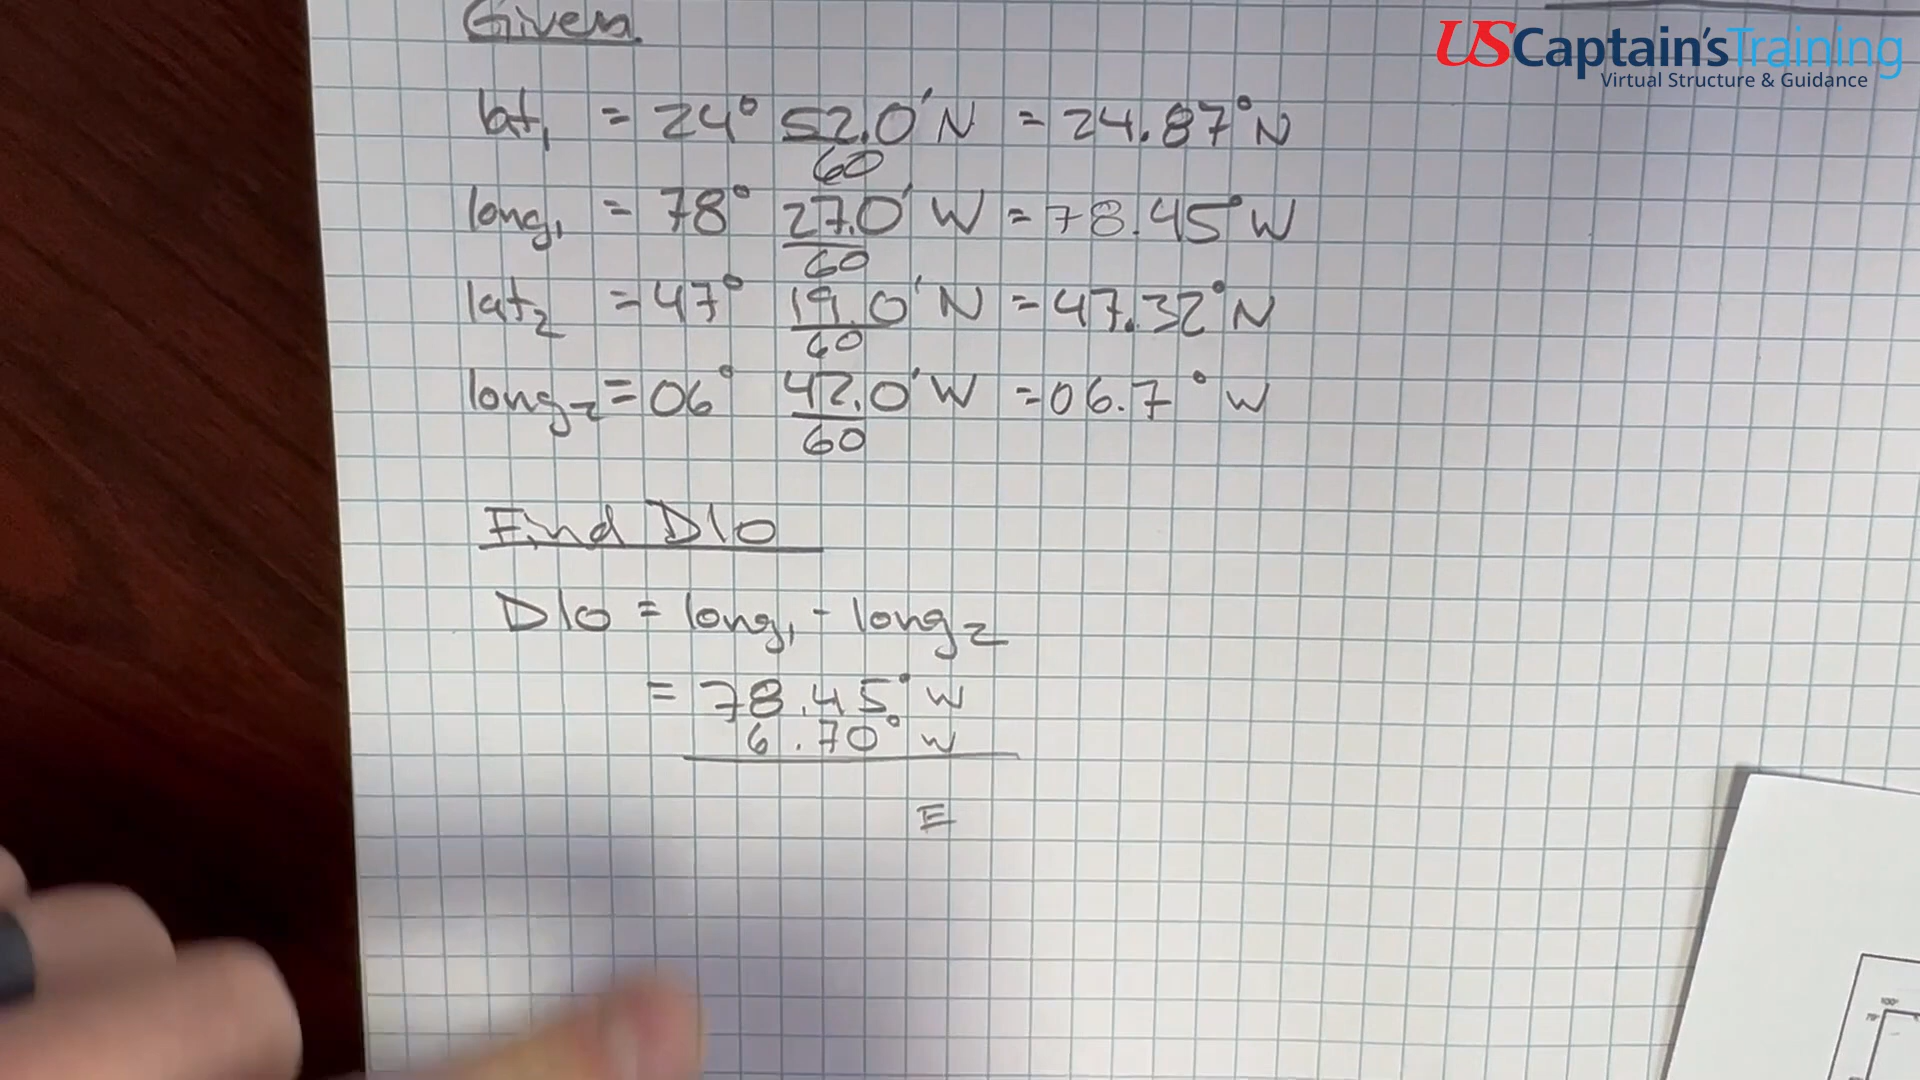 USCaptain'sTraining
Virtual Structure & Guidance
Given
lat₁ = 24° 52.0'N = 24.87°N
60
long₁ = 78° 27.0' W = 78.45°W
60
lat₂ = 47° 19.0'N = 47.32°N
60
long₂ = 06° 42.0'W = 06.7° W
60
Find Dlo
Dlo = long₁ - long₂
= 78.45° W
6.70° W
E